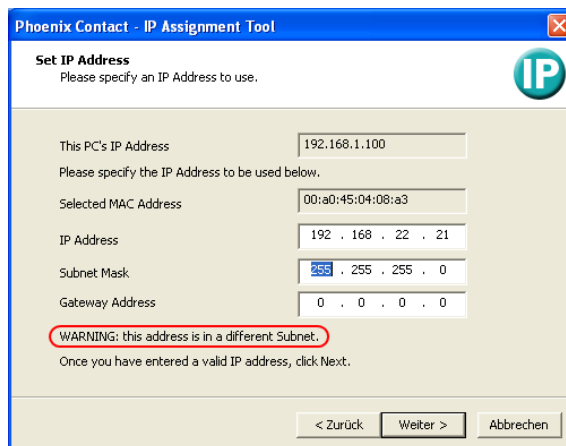 Phoenix Contact - IP Assignment Tool
Set IP Address
Please specify an IP Address to use.
IP
This PC's IP Address 192.168.1.100
Please specify the IP Address to be used below.
Selected MAC Address 00:a0:45:04:08:a3
IP Address 192 . 168 . 22 . 21
Subnet Mask 255 . 255 . 255 . 0
Gateway Address 0 . 0 . 0 . 0
WARNING: this address is in a different Subnet.
Once you have entered a valid IP address, click Next.
< Zurück Weiter > Abbrechen